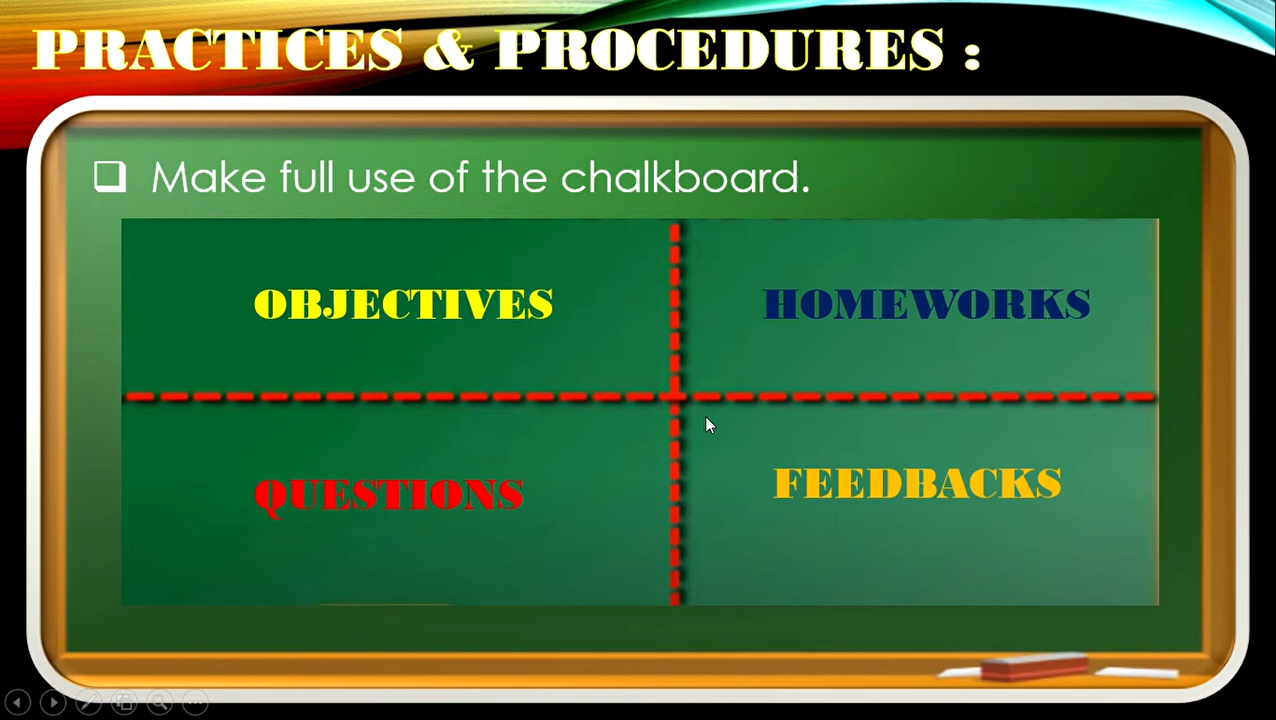 PRACTICES & PROCEDURES :
Make full use of the chalkboard.
OBJECTIVES
HOMEWORKS
QUESTIONS
FEEDBACKS